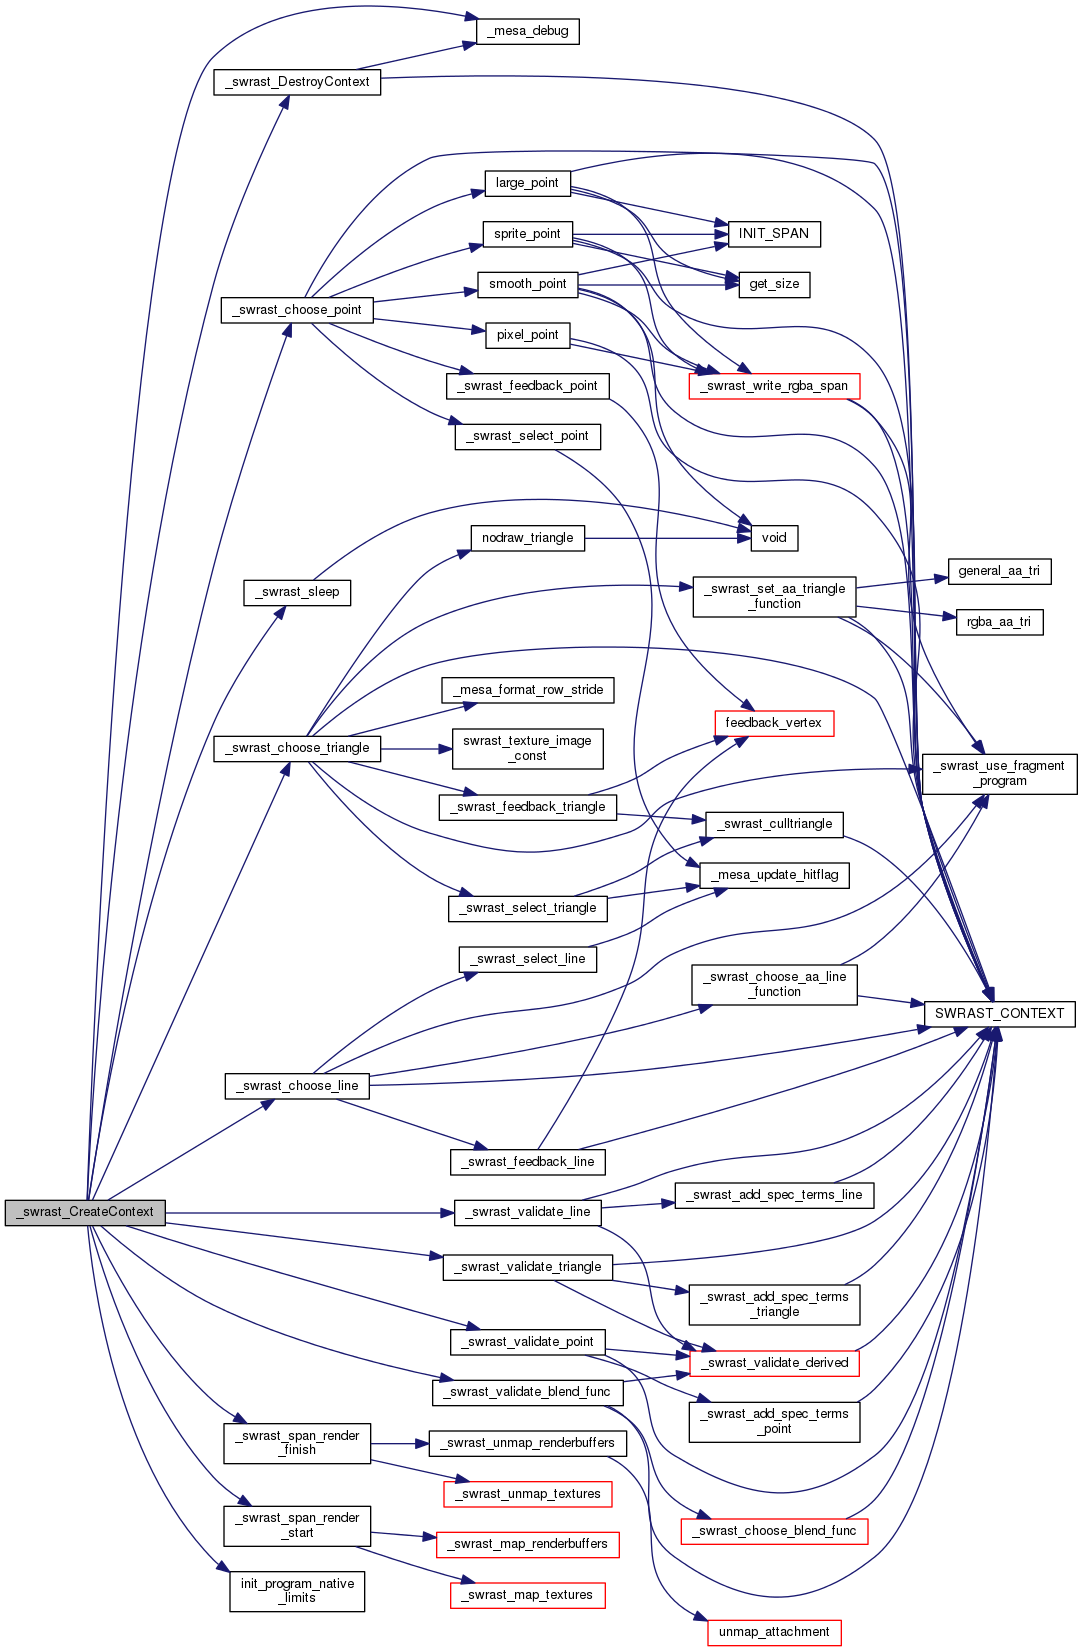 _mesa_debug
_swrast_DestroyContext
large_point
sprite_point
INIT_SPAN
smooth_point
get_size
_swrast_choose_point
pixel_point
_swrast_feedback_point
_swrast_write_rgba_span
_swrast_select_point
nodraw_triangle
void
general_aa_tri
_swrast_sleep
_swrast_set_aa_triangle
_function
rgba_aa_tri
_mesa_format_row_stride
feedback_vertex
_swrast_choose_triangle
swrast_texture_image
_const
_swrast_use_fragment
_program
_swrast_feedback_triangle
_swrast_culltriangle
_mesa_update_hitflag
_swrast_select_triangle
_swrast_select_line
_swrast_choose_aa_line
_function
SWRAST_CONTEXT
_swrast_choose_line
_swrast_feedback_line
_swrast_add_spec_terms_line
_swrast_CreateContext
_swrast_validate_line
_swrast_validate_triangle
_swrast_add_spec_terms
_triangle
_swrast_validate_point
_swrast_validate_derived
_swrast_validate_blend_func
_swrast_add_spec_terms
_point
_swrast_span_render
_finish
_swrast_unmap_renderbuffers
_swrast_unmap_textures
_swrast_span_render
_start
_swrast_choose_blend_func
_swrast_map_renderbuffers
init_program_native
_limits
_swrast_map_textures
unmap_attachment